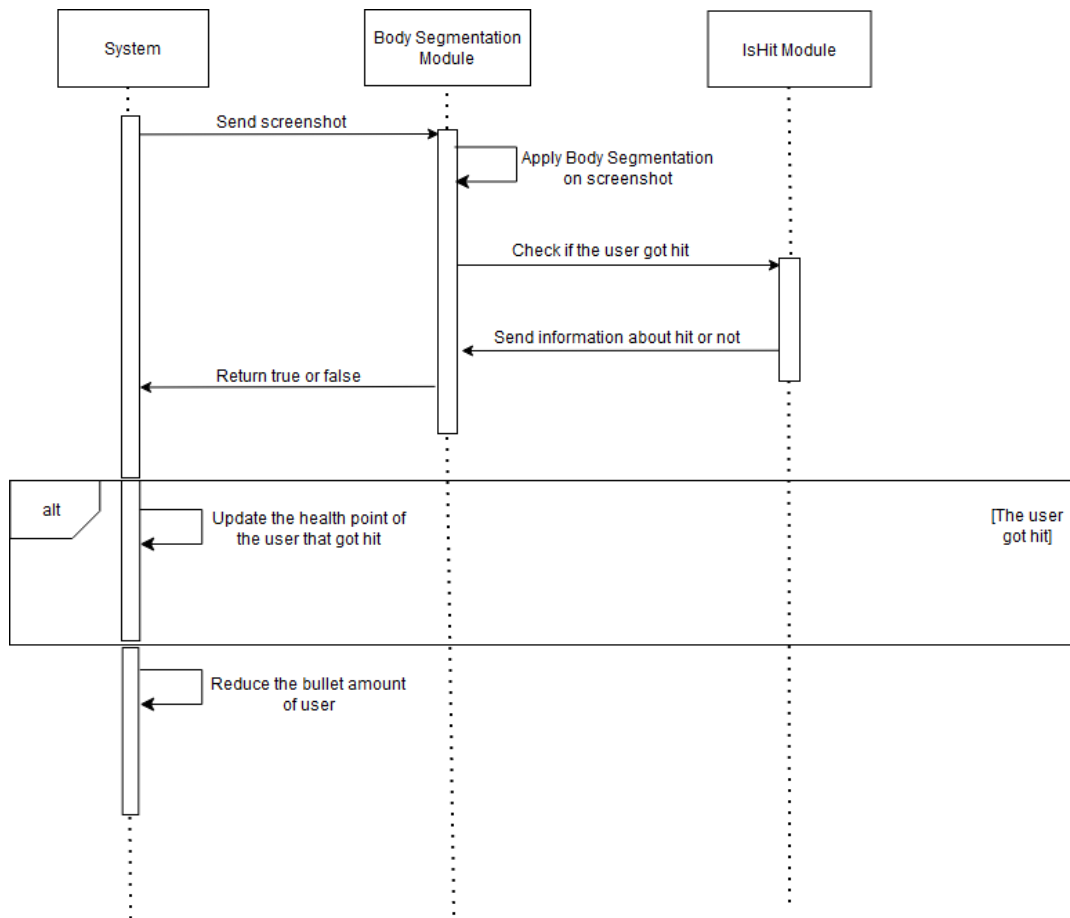 System
Body Segmentation
Module
IsHit Module
Send screenshot
Apply Body Segmentation
on screenshot
Check if the user got hit
Send information about hit or not
Return true or false
alt
Update the health point of
the user that got hit
[The user
got hit]
Reduce the bullet amount
of user